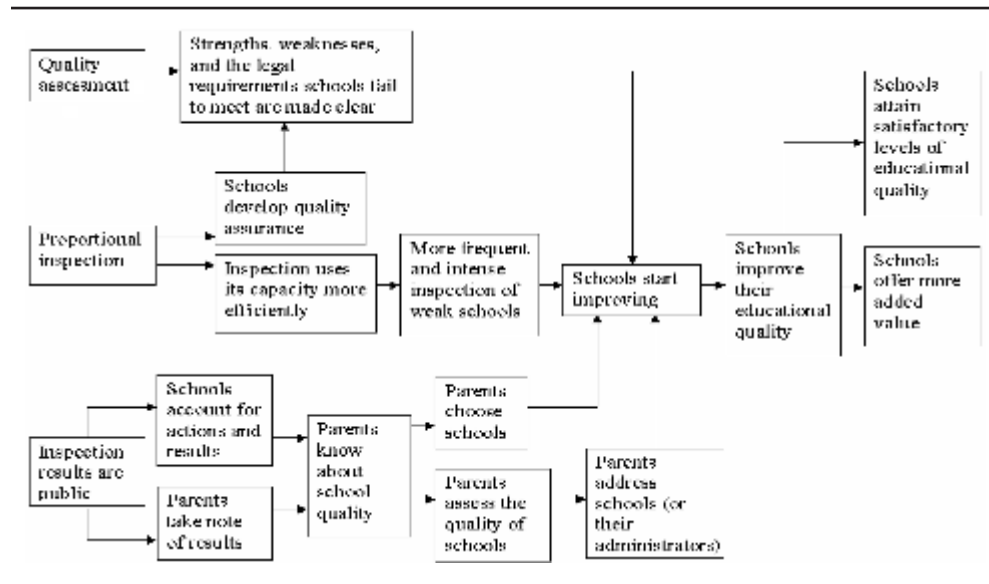 Quality
assessment
Strengths, weaknesses,
and the legal
requirements schools fail
to meet are made clear
Schools
attain
satisfactory
levels of
educational
quality
Schools
develop quality
assurance
Proportional
inspection
Inspection uses
its capacity more
efficiently
More frequent
and intense
inspection of
weak schools
Schools start
improving
Schools
improve
their
educational
quality
Schools
offer more
added
value
Inspection
results are
public
Schools
account for
actions and
results
Parents
take note
of results
Parents
know
about
school
quality
Parents
choose
schools
Parents
assess the
quality of
schools
Parents
address
schools (or
their
administrators)